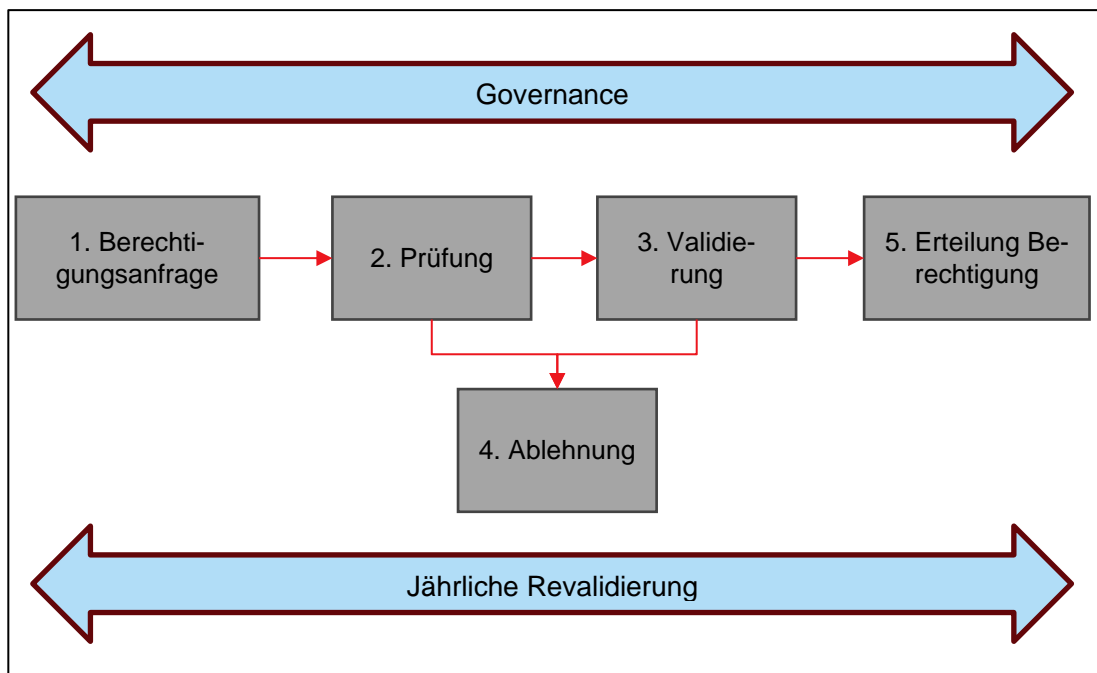 Governance
1. Berechti-
gungsanfrage
2. Prüfung
3. Validie-
rung
5. Erteilung Be-
rechtigung
4. Ablehnung
Jährliche Revalidierung